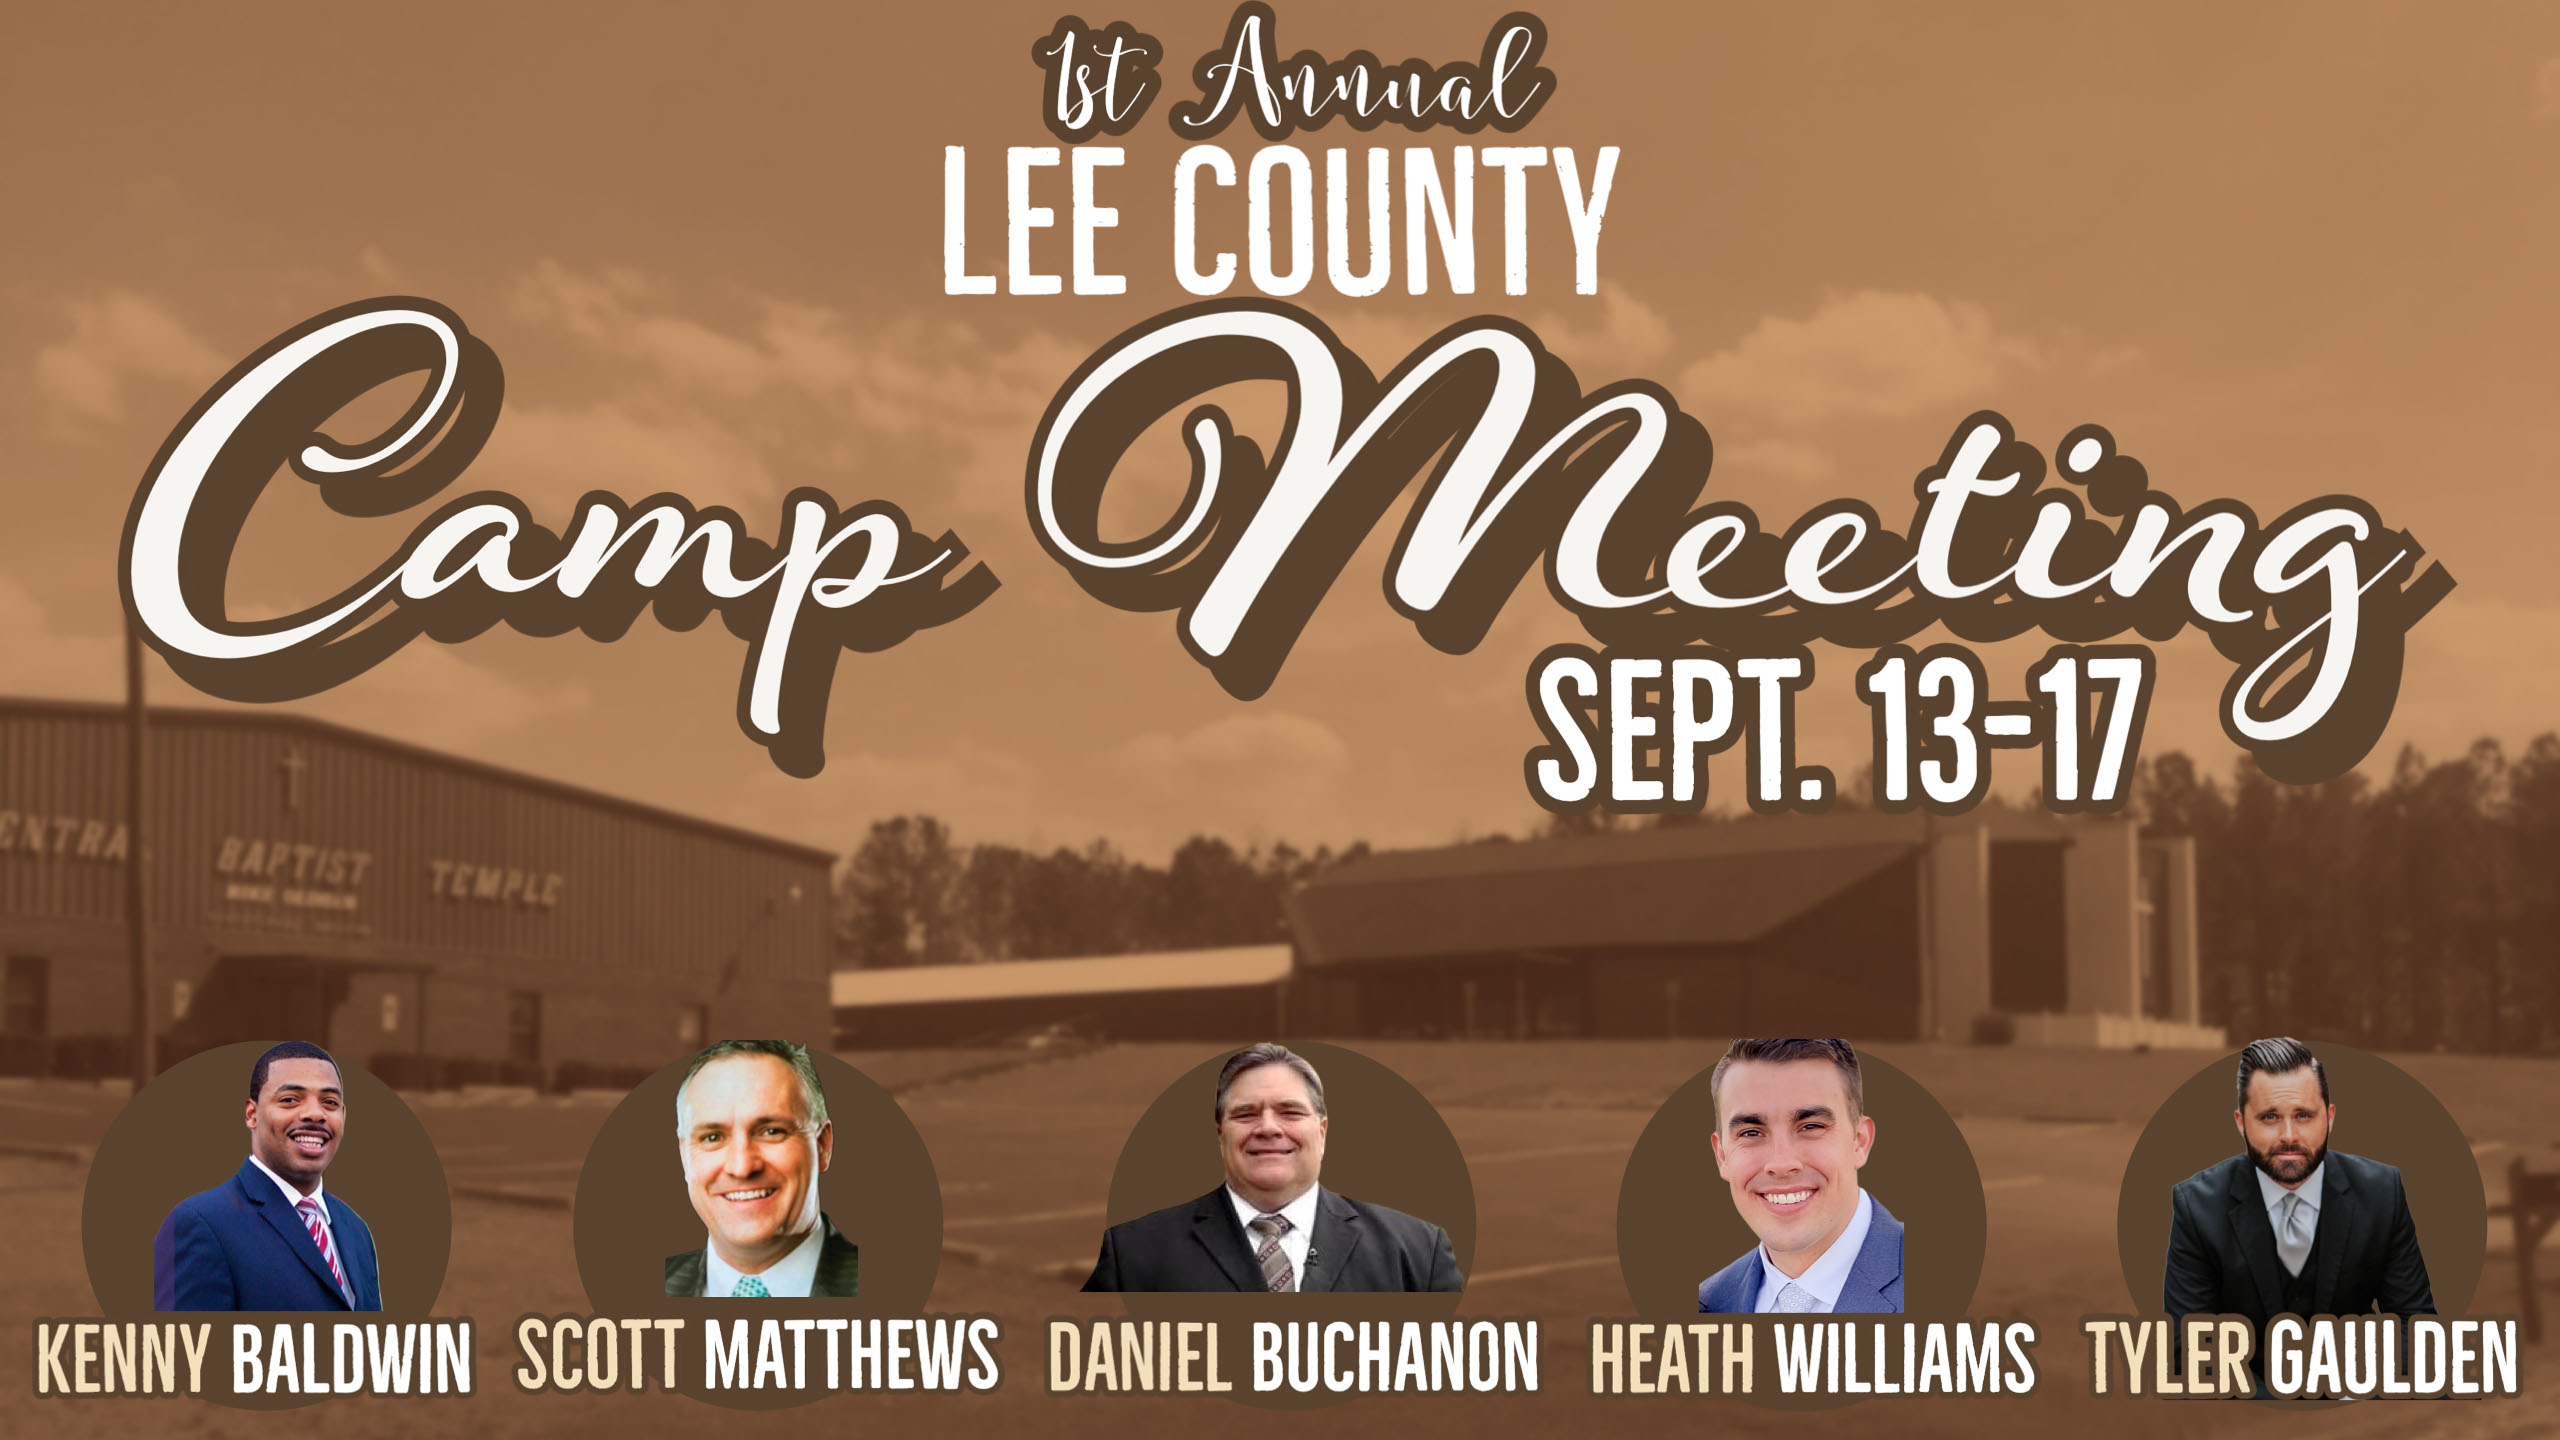 1st Annual
LEE COUNTY
Camp Meeting
SEPT. 13-17
BAPTIST TEMPLE
KENNY BALDWIN
SCOTT MATTHEWS
DANIEL BUCHANON
HEATH WILLIAMS
TYLER GAULDEN